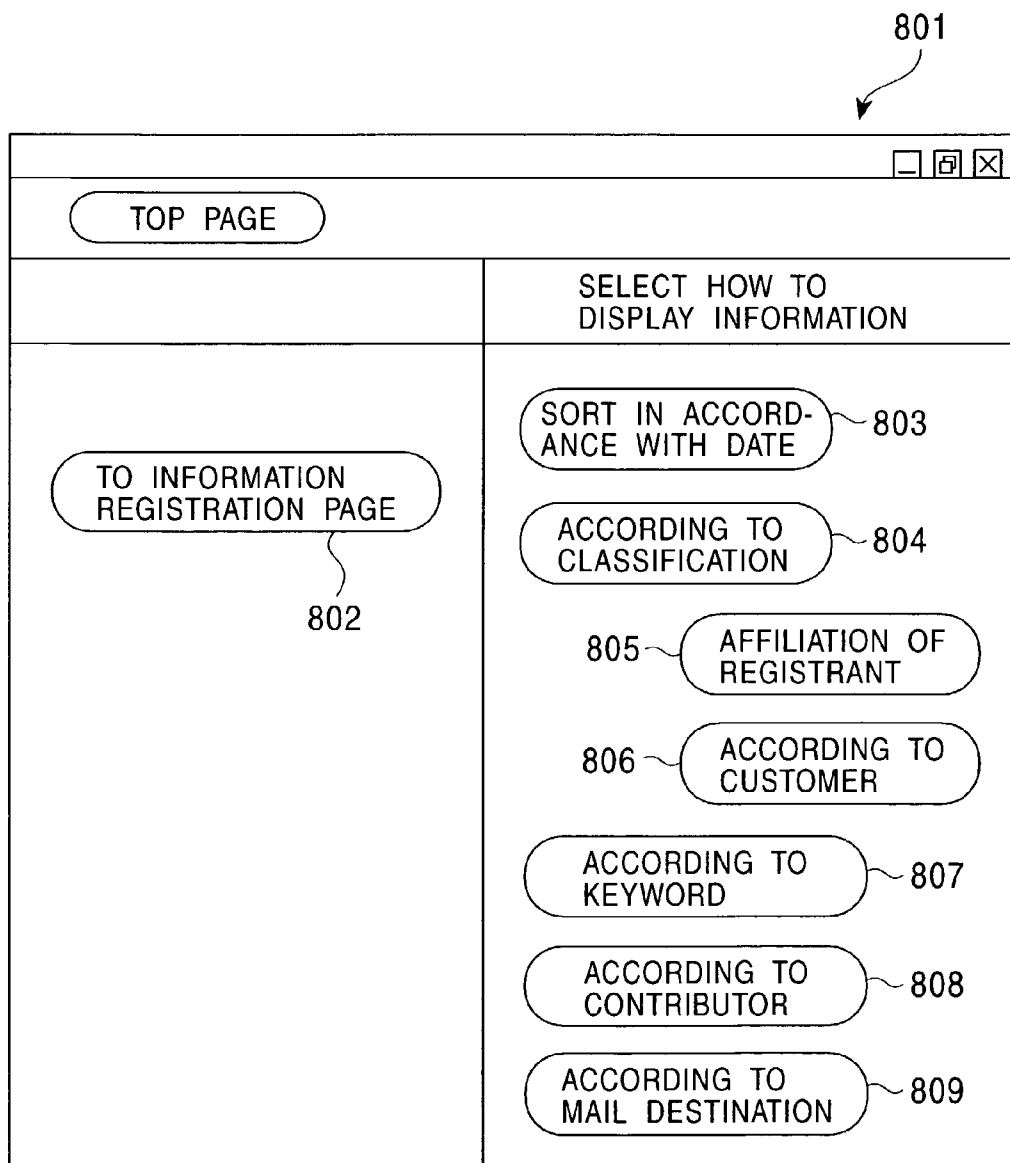 801
TOP PAGE
SELECT HOW TO
DISPLAY INFORMATION
SORT IN ACCORD-
ANCE WITH DATE
803
TO INFORMATION
REGISTRATION PAGE
802
ACCORDING TO
CLASSIFICATION
804
805
AFFILIATION OF
REGISTRANT
806
ACCORDING TO
CUSTOMER
ACCORDING TO
KEYWORD
807
ACCORDING TO
CONTRIBUTOR
808
ACCORDING TO
MAIL DESTINATION
809